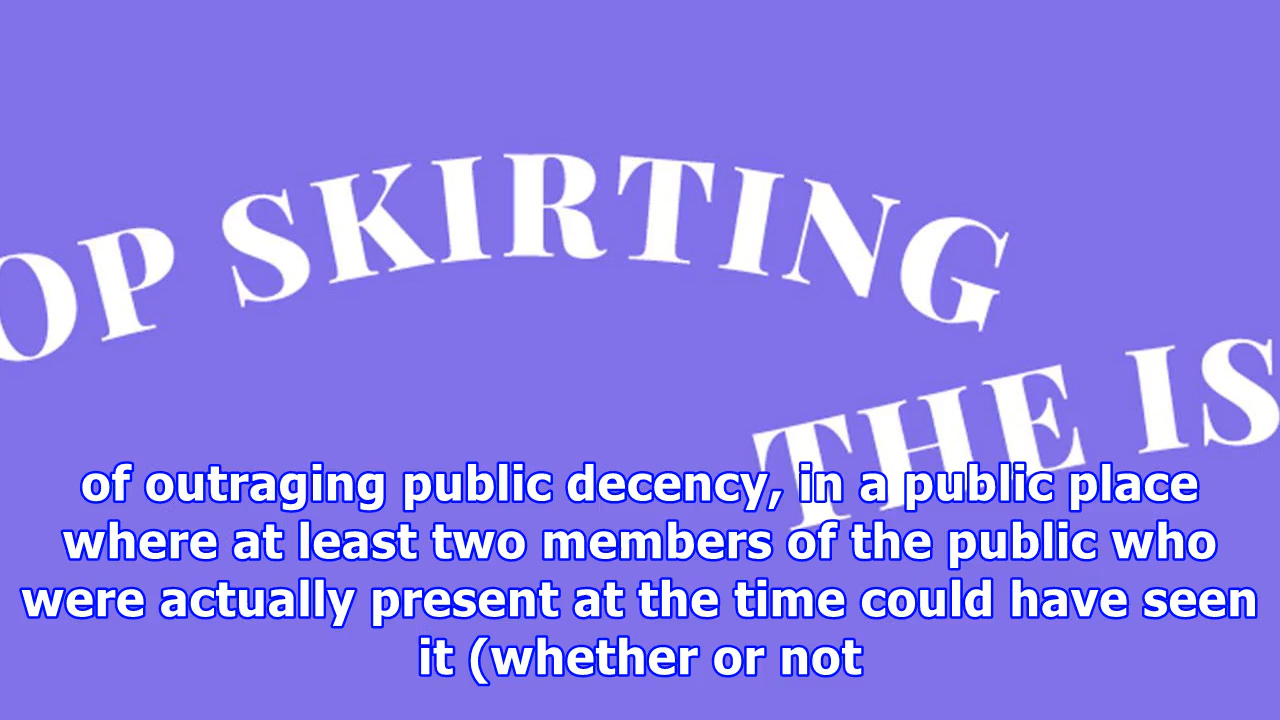 OP SKIRTING
THE IS
of outraging public decency, in a public place
where at least two members of the public who
were actually present at the time could have seen
it (whether or not